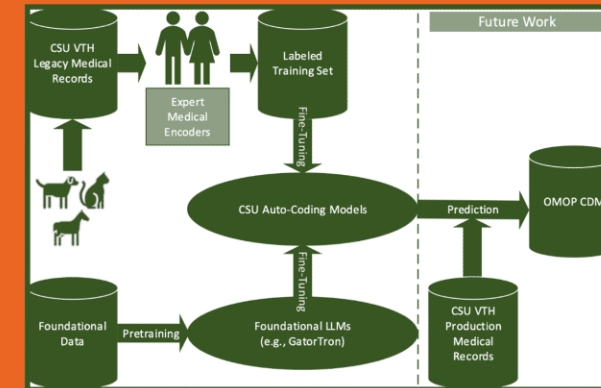 Future Work
CSU VTH
Legacy Medical
Records
Labeled
Training Set
Expert
Medical
Encoders
Fine-Tuning
CSU Auto-Coding Models
Prediction
OMOP CDM
Fine-Tuning
Foundational
Data
Pretraining
Foundational LLMs
(e.g., GatorTron)
CSU VTH
Production
Medical
Records